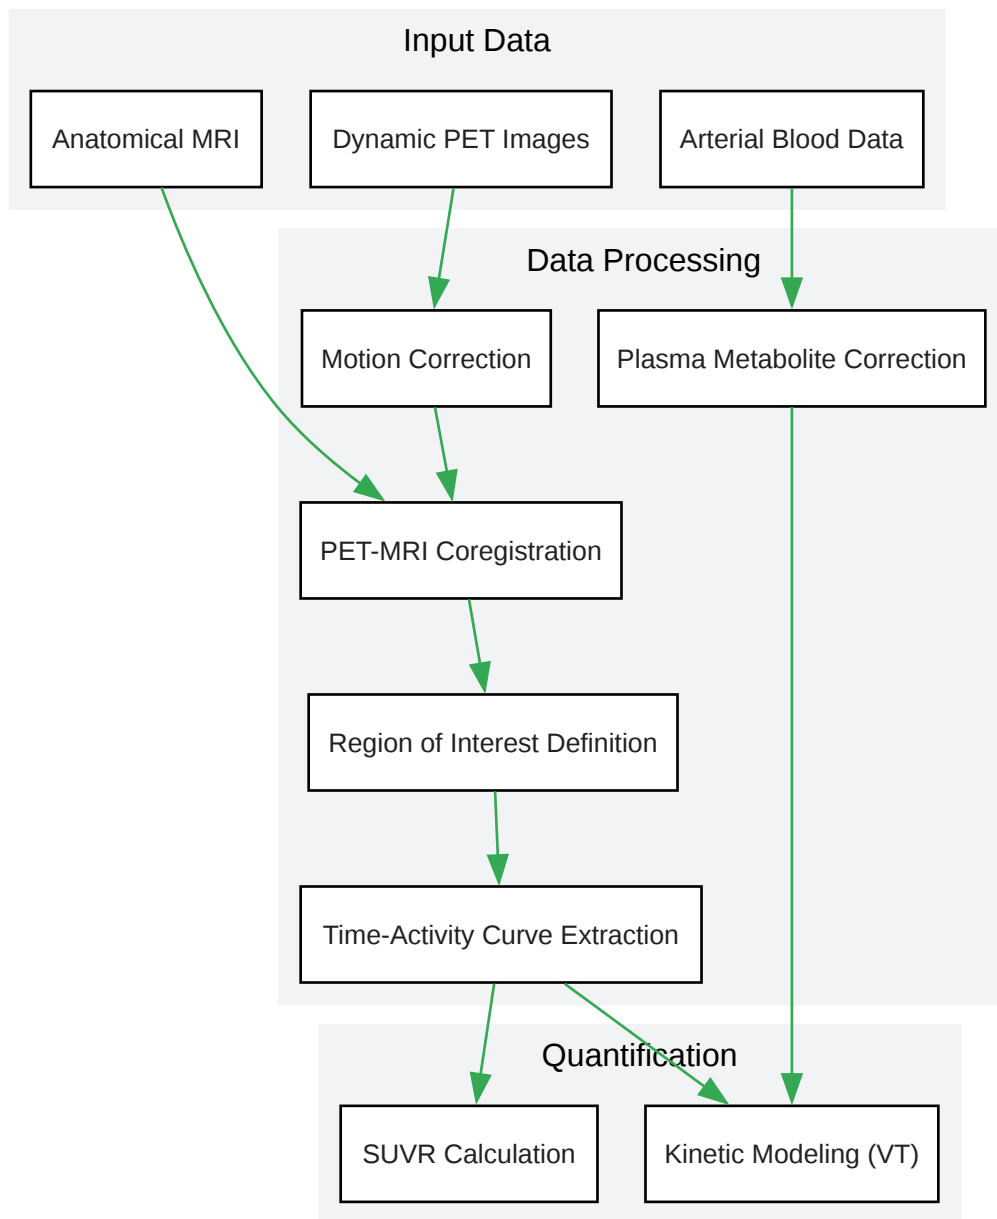 Input Data
Anatomical MRI
Dynamic PET Images
Arterial Blood Data
Data Processing
Motion Correction
Plasma Metabolite Correction
PET-MRI Coregistration
Region of Interest Definition
Time-Activity Curve Extraction
Quantification
SUVR Calculation
Kinetic Modeling (VT)